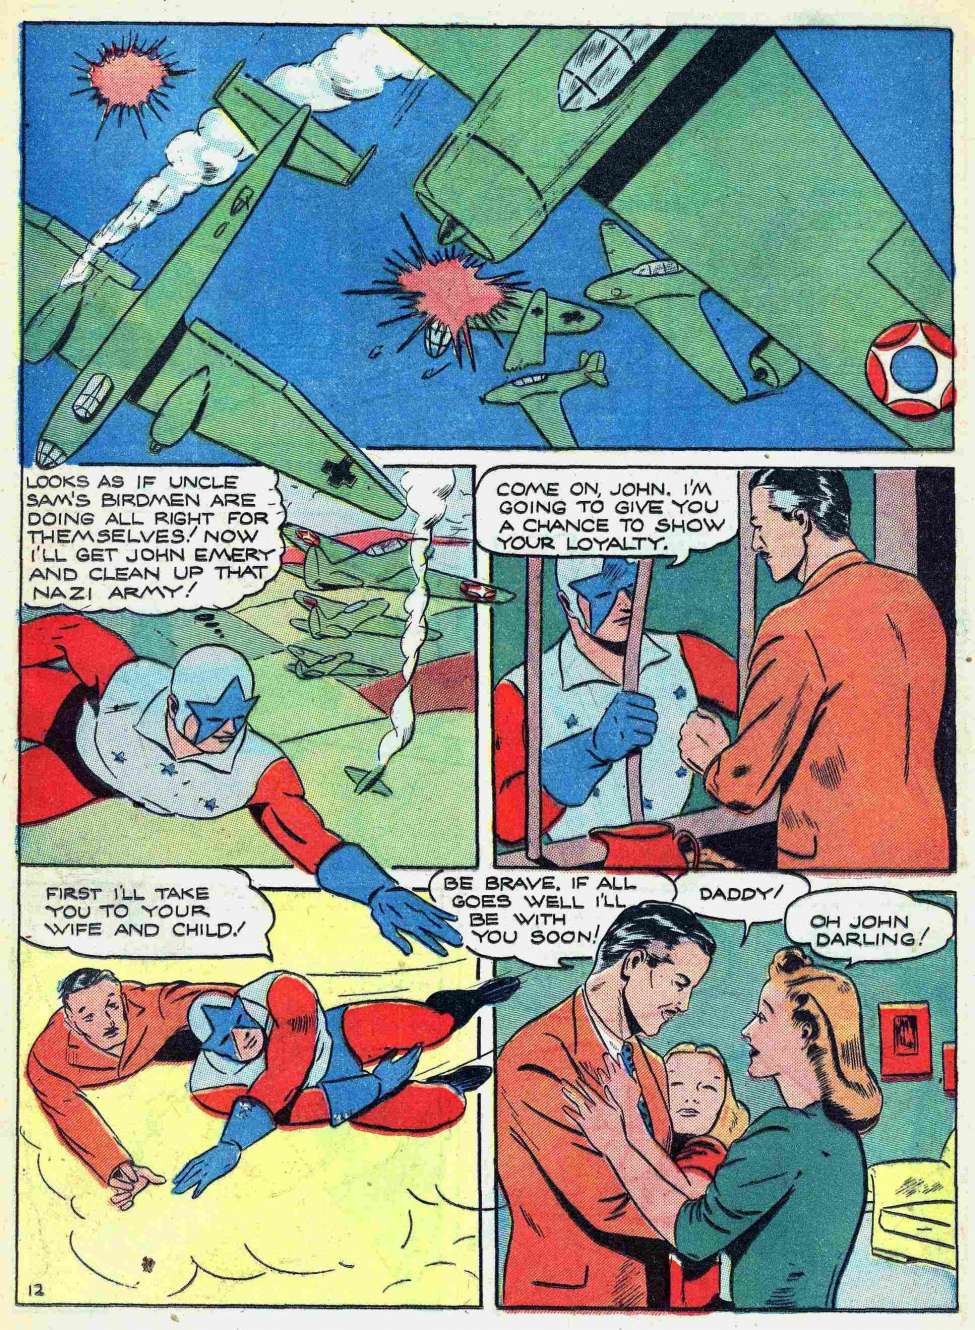 LOOKS AS IF UNCLE
SAM'S BIRDMEN ARE
DOING ALL RIGHT FOR
THEMSELVES! NOW
I'LL GET JOHN EMERY
AND CLEAN UP THAT
NAZI ARMY!
COME ON, JOHN. I'M
GOING TO GIVE YOU
A CHANCE TO SHOW
YOUR LOYALTY.
FIRST I'LL TAKE
YOU TO YOUR
WIFE AND CHILD!
BE BRAVE. IF ALL
GOES WELL I'LL
BE WITH
YOU SOON!
DADDY!
OH JOHN
DARLING!
12